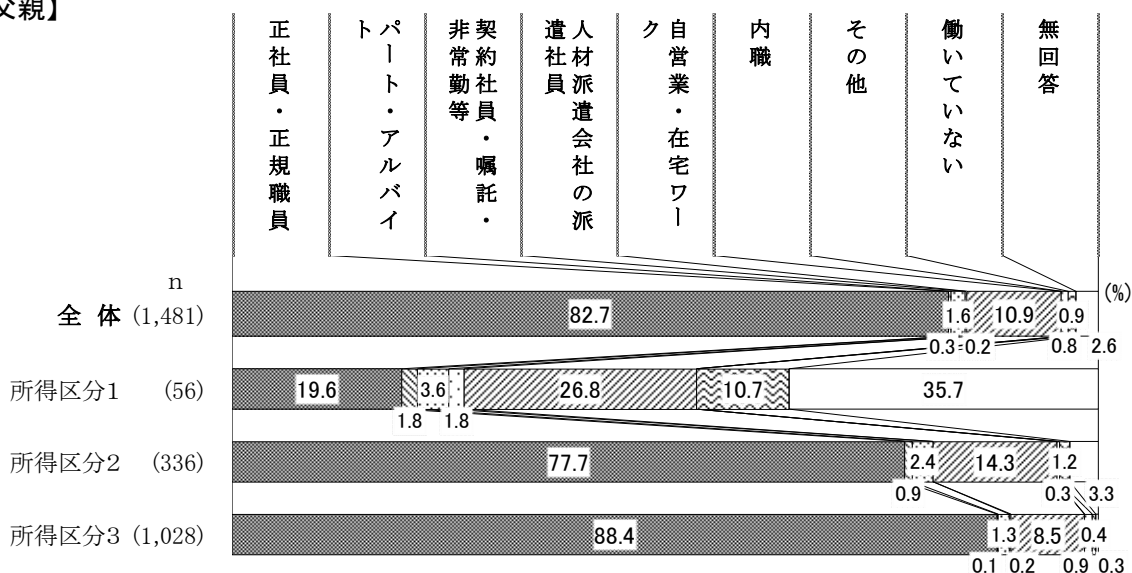 父親】
正社員・正規職員
パート・アルバイ
ト
契約社員・嘱託・
非常勤等
人材派遣会社の派
遣社員
自営業・在宅ワー
ク
内職
その他
働いていない
無回答
n
(%)
全 体 (1,481)
82.7
1.6
10.9
0.9
0.3
0.2
0.8
2.6
所得区分1 (56)
19.6
3.6
26.8
10.7
35.7
1.8
1.8
所得区分2 (336)
77.7
2.4
14.3
1.2
0.9
0.3
3.3
所得区分3 (1,028)
88.4
1.3
8.5
0.4
0.1
0.2
0.9
0.3